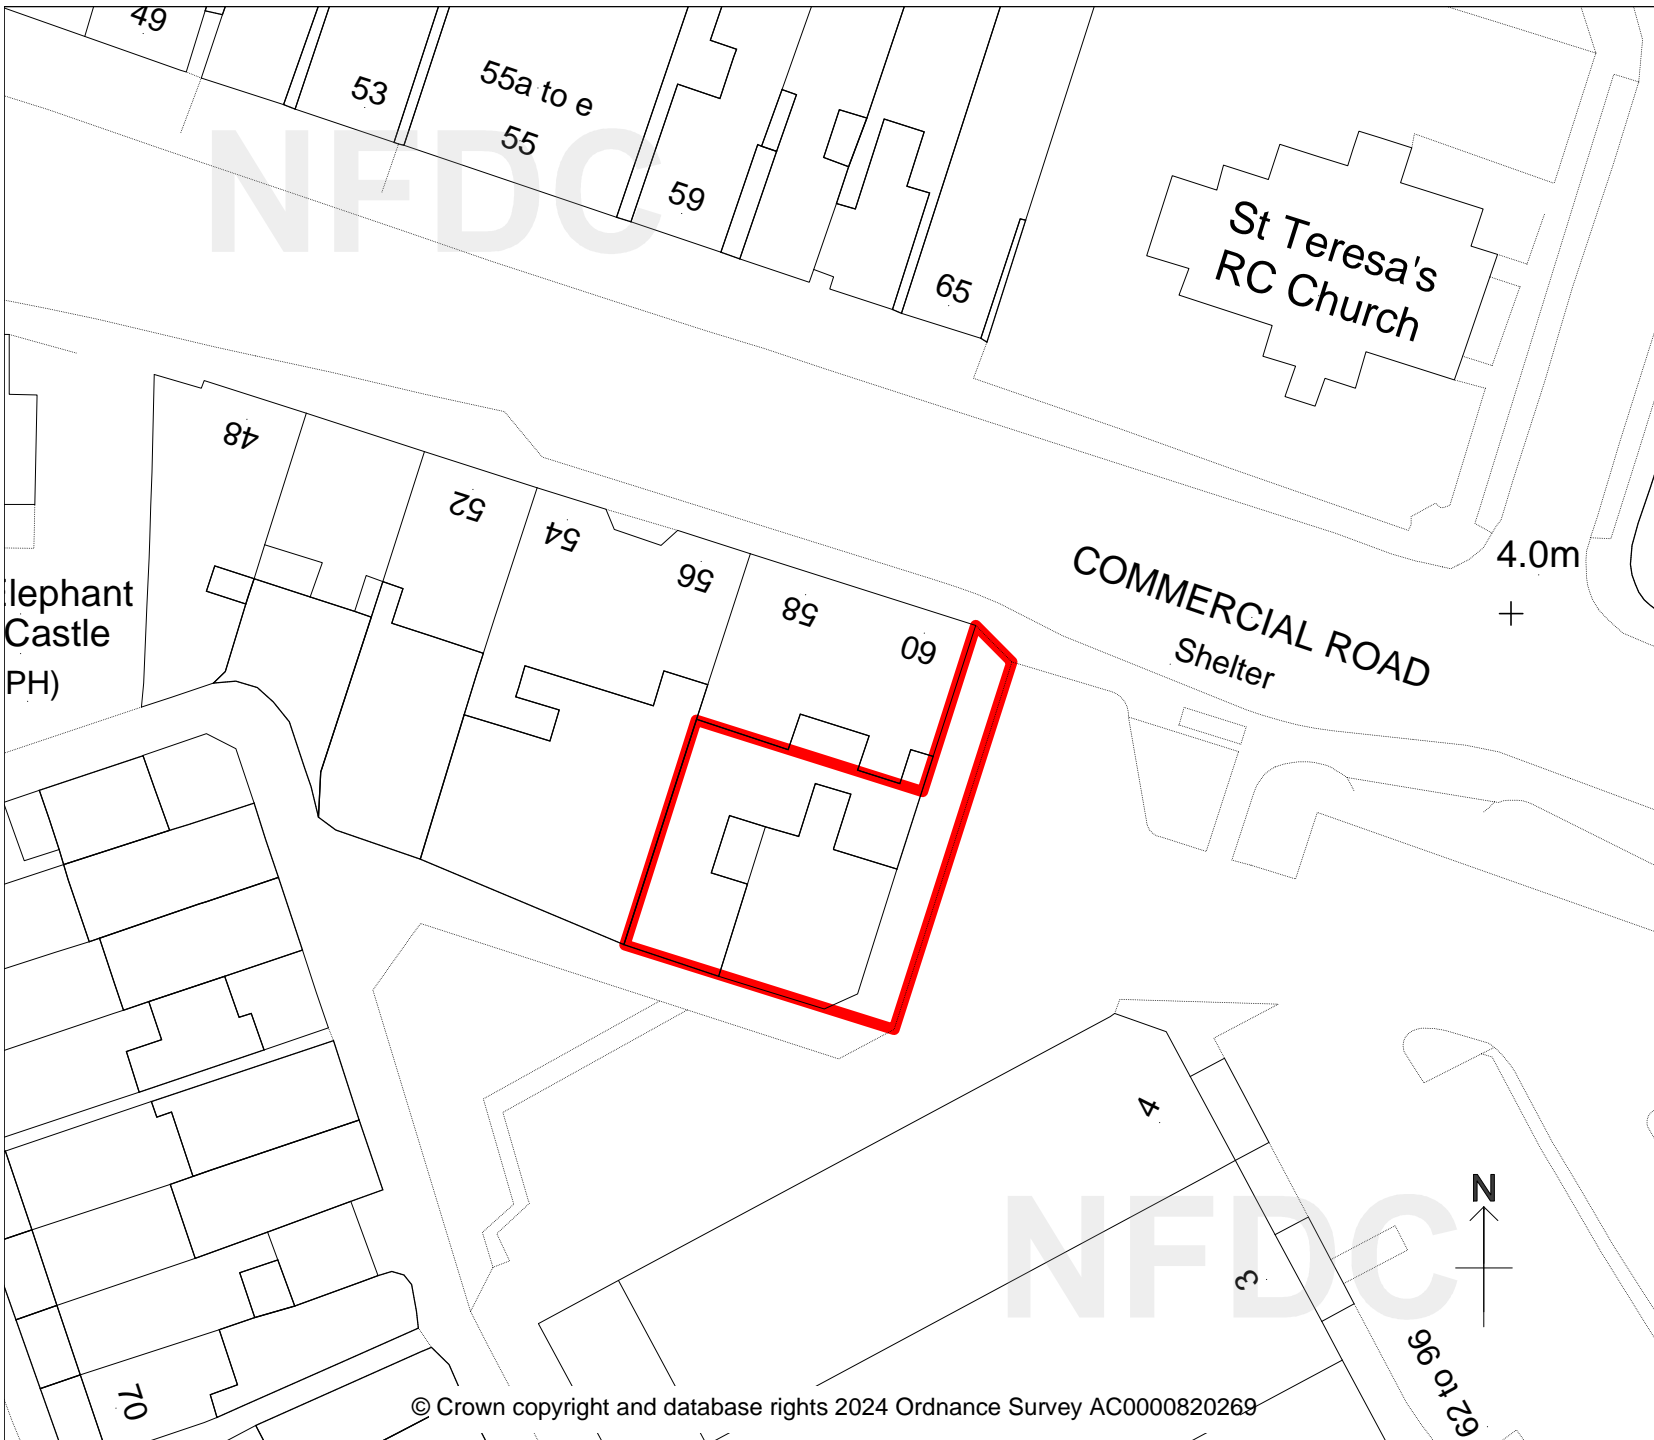 49
53
55a to e
55
59
65
St Teresa's
RC Church
NFDC
48
52
54
56
58
60
COMMERCIAL ROAD
Shelter
4.0m
lephant
Castle
PH)
4
3
N
NFDC
62 to 96
70
© Crown copyright and database rights 2024 Ordnance Survey AC0000820269